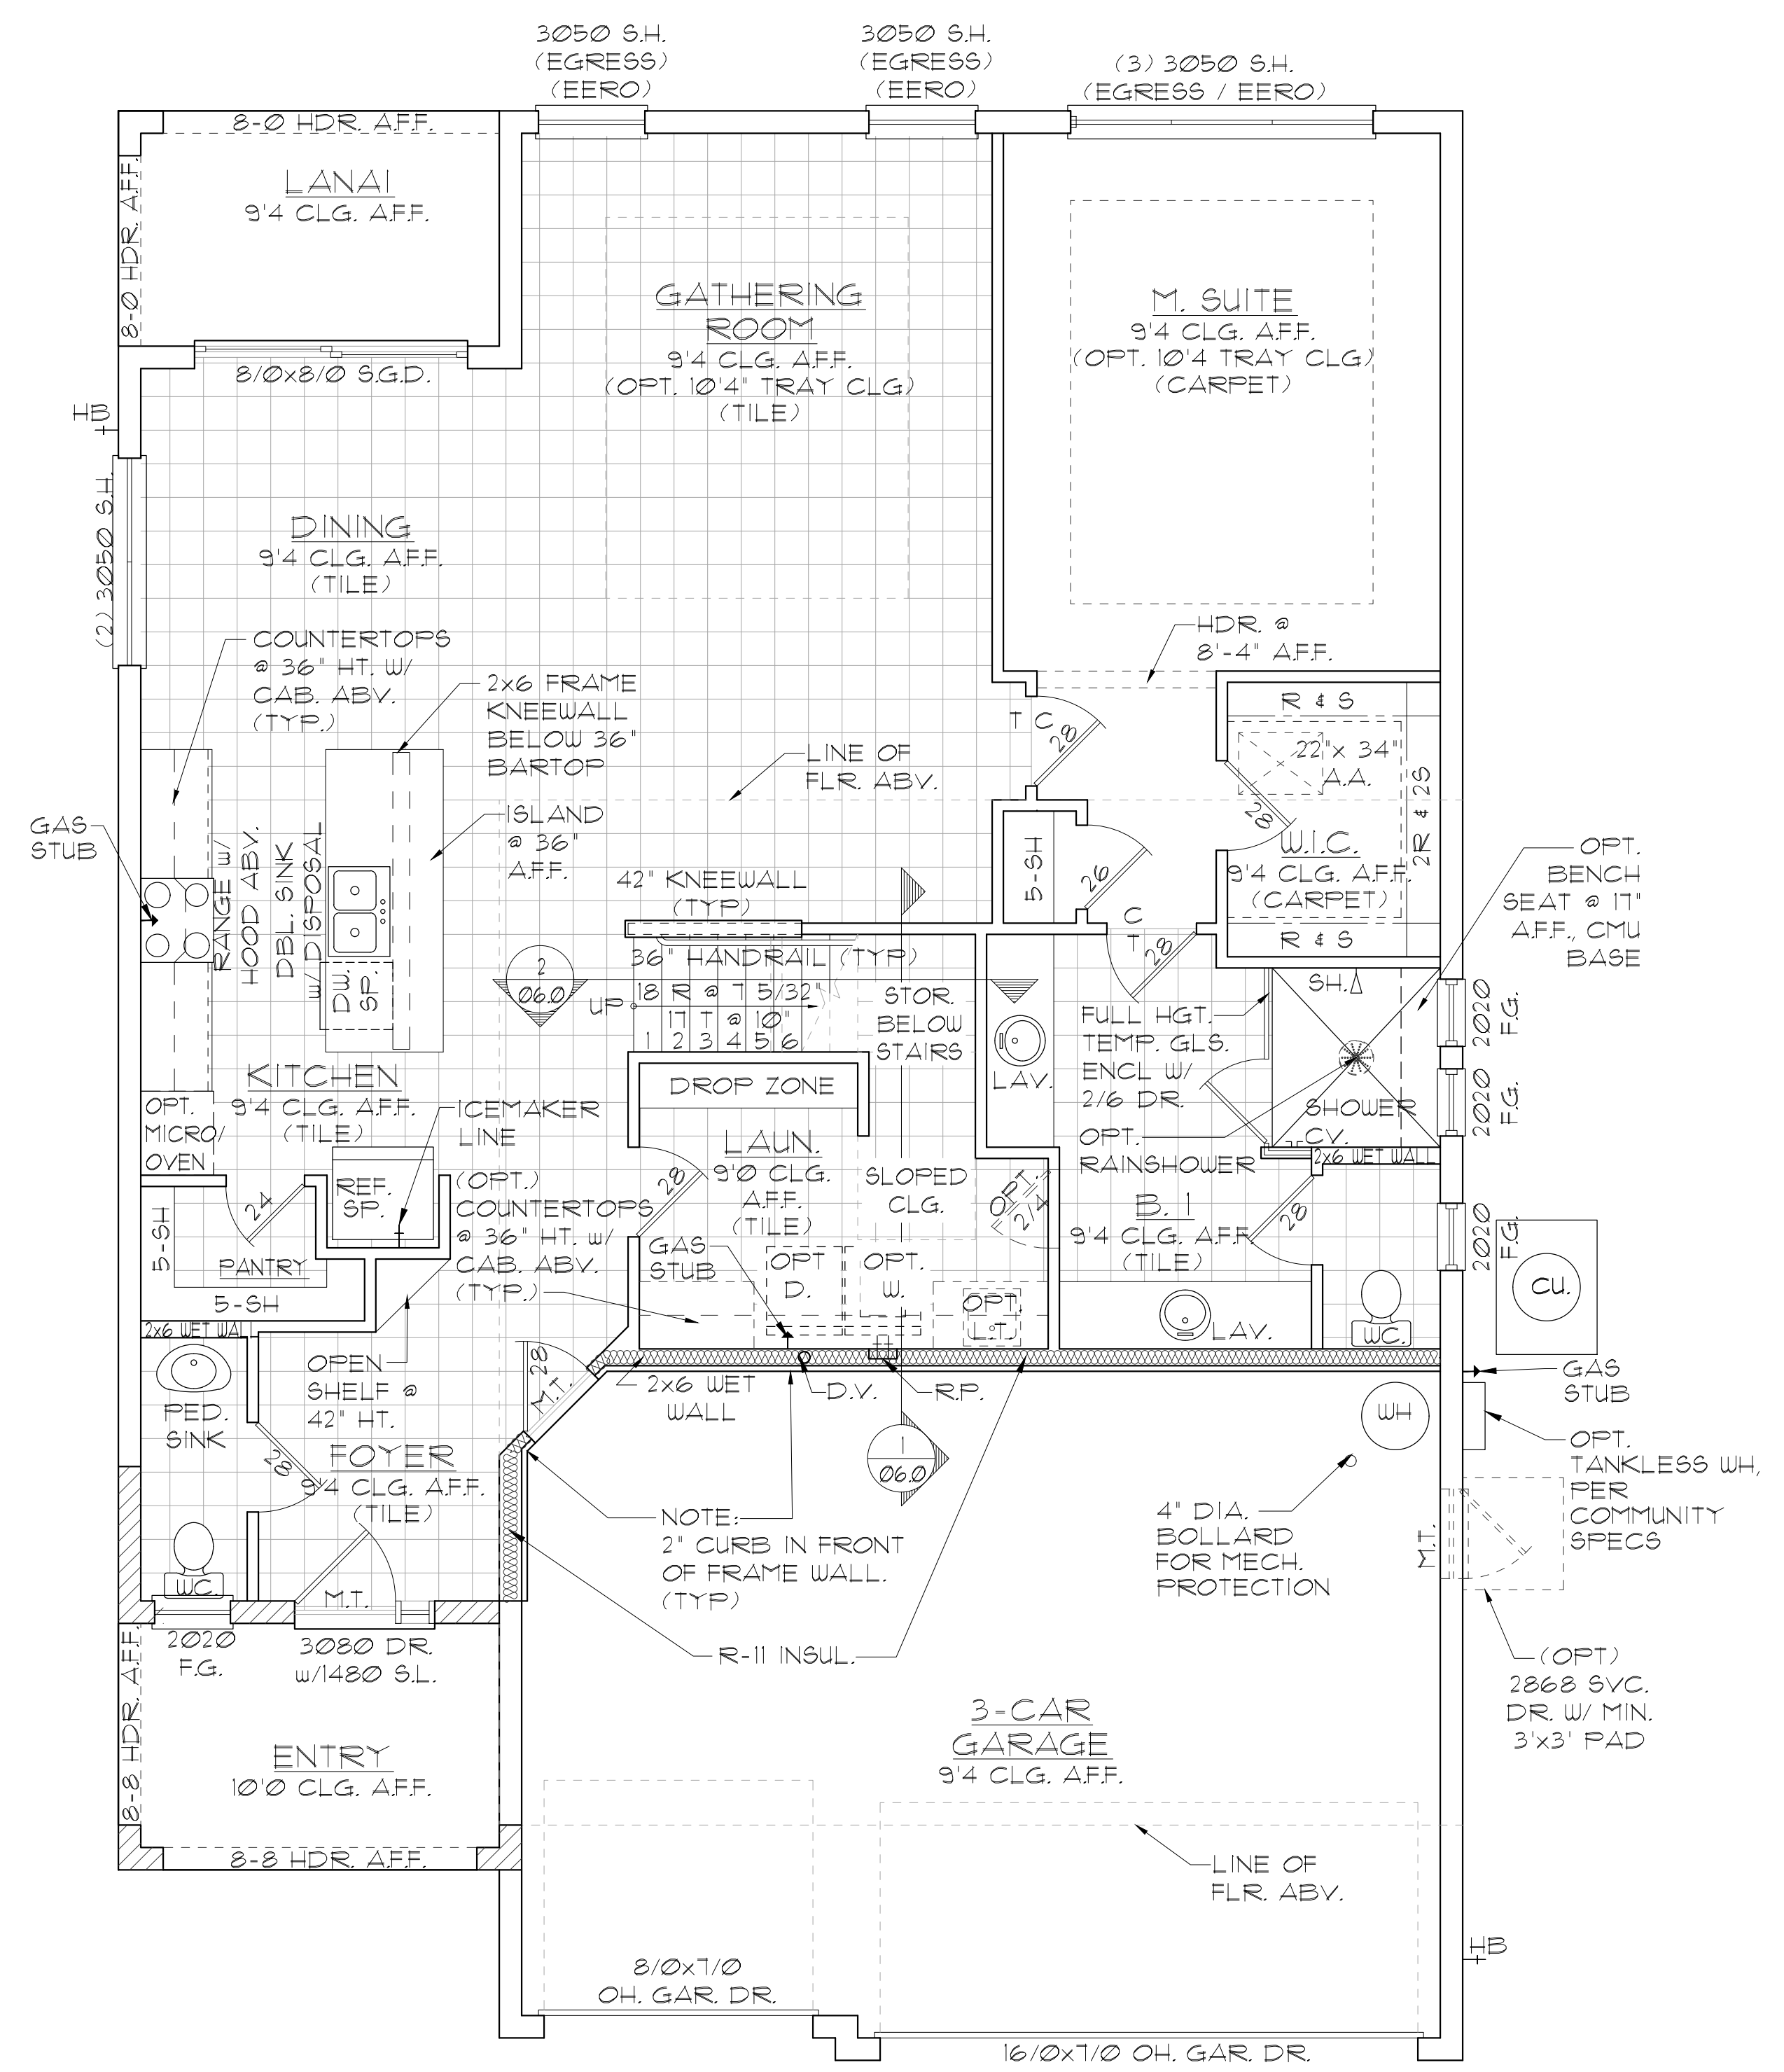 3050 S.H.
(EGRESS)
(EERO)
3050 S.H.
(EGRESS)
(EERO)
(3) 3050 S.H.
(EGRESS / EERO)
8-0 HDR. A.F.F.
8-0 HDR. A.F.F.
LANAI
9'4 CLG. A.F.F.
8/0x8/0 S.G.D.
HB
(2) 3050 S.H.
GATHERING
ROOM
9'4 CLG. A.F.F.
(OPT. 10'4" TRAY CLG)
(TILE)
M. SUITE
9'4 CLG. A.F.F.
(OPT. 10'4 TRAY CLG)
(CARPET)
DINING
9'4 CLG. A.F.F.
(TILE)
COUNTERTOPS
@ 36" HT. W/
CAB. ABV.
(TYP.)
2x6 FRAME
KNEEWALL
BELOW 36"
BARTOP
LINE OF
FLR. ABV.
HDR. @
8'-4" A.F.F.
T C
28
R & S
22"x 34"
A.A.
2R & 2S
28
W.I.C.
9'4 CLG. A.F.F.
(CARPET)
R & S
GAS
STUB
RANGE w/
HOOD ABV.
DBL. SINK
w/ DISPOSAL
DW.
SP.
ISLAND
@ 36"
A.F.F.
42" KNEEWALL
(TYP)
5-SH
26
C
T
28
OPT.
BENCH
SEAT @ 17"
A.F.F., CMU
BASE
36" HANDRAIL (TYP)
2
06.0
UP
18 R @ 7 5/32"
17 T @ 10"
1 2 3 4 5 6
STOR.
BELOW
STAIRS
LAV.
FULL HGT.
TEMP. GLS.
ENCL W/
2/6 DR.
SH.
2020
F.G.
2020
F.G.
SHOWER
CV.
OPT.
RAINSHOWER
2x6 WET WALL
KITCHEN
9'4 CLG. A.F.F.
(TILE)
OPT.
MICRO/
OVEN
ICEMAKER
LINE
DROP ZONE
LAUN.
9'0 CLG.
A.F.F.
(TILE)
28
SLOPED
CLG.
OPT.
2/4
B. 1
9'4 CLG. A.F.F.
(TILE)
28
2020
F.G.
CU.
24
REF.
SP.
5-SH
PANTRY
5-SH
(OPT.)
COUNTERTOPS
@ 36" HT. w/
CAB. ABV.
(TYP.)
GAS
STUB
OPT
D.
OPT.
W.
OPT.
L.T.
LAV.
WC.
2x6 WET WALL
PED.
SINK
OPEN
SHELF @
42" HT.
28
M.T.
2x6 WET
WALL
D.V.
R.P.
WH
GAS
STUB
OPT.
TANKLESS WH,
PER
COMMUNITY
SPECS
28
FOYER
9'4 CLG. A.F.F.
(TILE)
1
06.0
NOTE:
2" CURB IN FRONT
OF FRAME WALL.
(TYP)
4" DIA.
BOLLARD
FOR MECH.
PROTECTION
M.T.
WC.
M.T.
2020
F.G.
3080 DR.
w/1480 S.L.
R-11 INSUL.
(OPT)
2868 SVC.
DR. W/ MIN.
3'x3' PAD
8-8 HDR. A.F.F.
ENTRY
10'0 CLG. A.F.F.
8-8 HDR. A.F.F.
3-CAR
GARAGE
9'4 CLG. A.F.F.
LINE OF
FLR. ABV.
HB
8/0x7/0
OH. GAR. DR.
16/0x7/0 OH. GAR. DR.